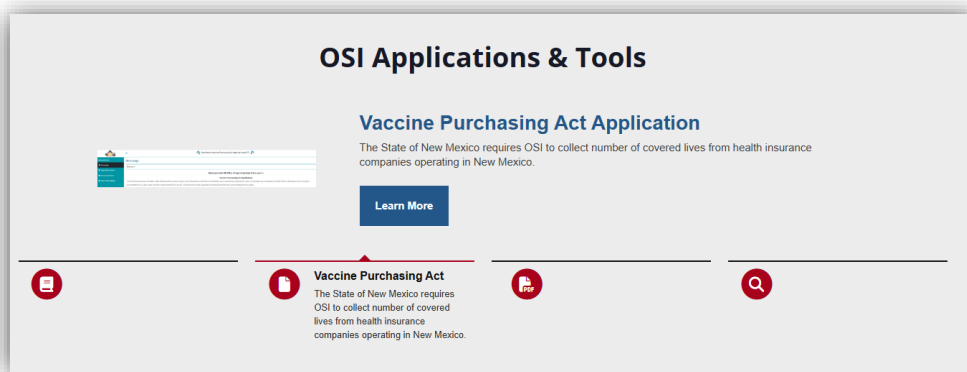 OSI Applications & Tools
Vaccine Purchasing Act Application
The State of New Mexico requires OSI to collect number of covered lives from health insurance
companies operating in New Mexico.
Learn More
Vaccine Purchasing Act
The State of New Mexico requires
OSI to collect number of covered
lives from health insurance
companies operating in New Mexico.
PDF